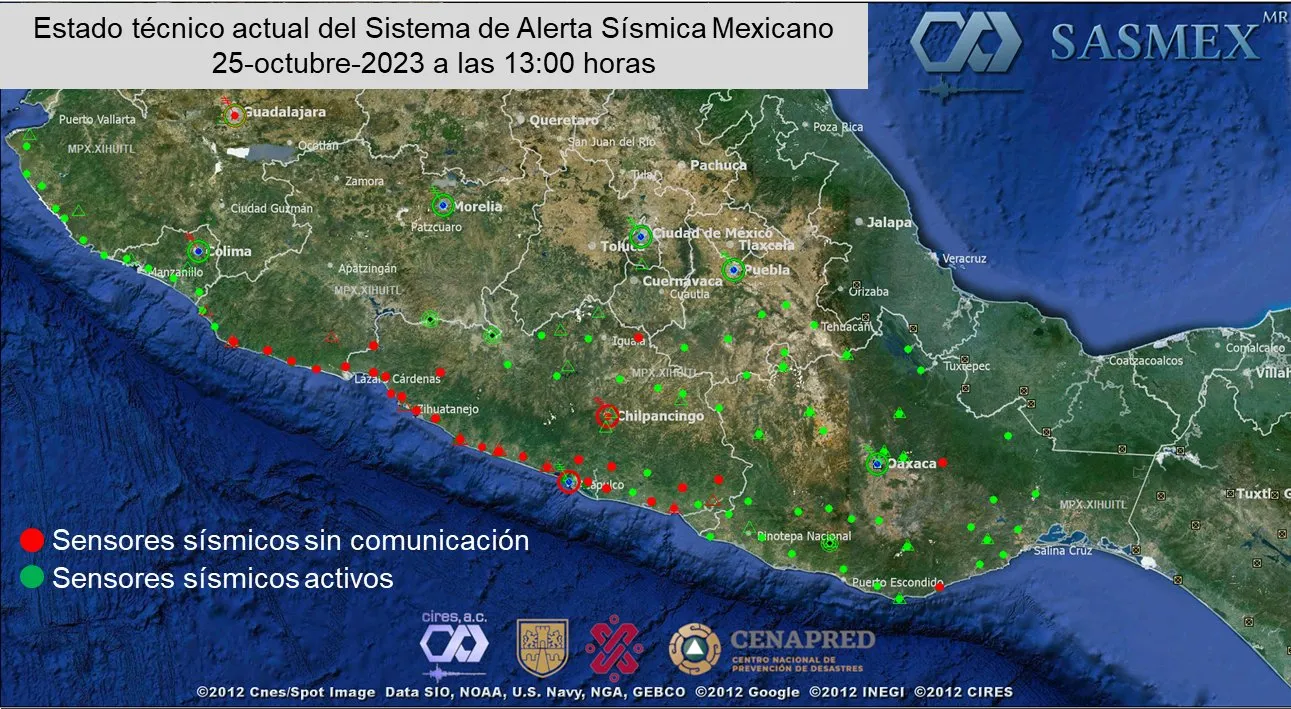 Estado técnico actual del Sistema de Alerta Sísmica Mexicano
25-octubre-2023 a las 13:00 horas
SASMEX MR
Guadalajara
Puerto Vallarta
Queretaro
Poza Rica
MPX.XIHUITL
Ocotlán
San Juan del Río
Pachuca
Tula
Zamora
Ciudad Guzmán
Morelia
Patzcuaro
Jalapa
Ciudad de México
Toluca
Tlaxcala
Colima
Veracruz
Manzanillo
Apatzingán
Puebla
Cuernavaca
Cuautla
MPX.XIHUITL
Orizaba
Tehuacán
Iguala
Comalcalco
Coatzacoalcos
Tuxtepec
Villah
MPX.XIHUITL
Lázaro Cárdenas
Zihuatanejo
Chilpancingo
Oaxaca
Tuxtl
G
MPX.XIHUITL
Pinotepa Nacional
Salina Cruz
Puerto Escondido
Sensores sísmicos sin comunicación
Sensores sísmicos activos
cires, a.c.
CENAPRED
CENTRO NACIONAL DE
PREVENCIÓN DE DESASTRES
©2012 Cnes/Spot Image Data SIO, NOAA, U.S. Navy, NGA, GEBCO ©2012 Google ©2012 INEGI ©2012 CIRES